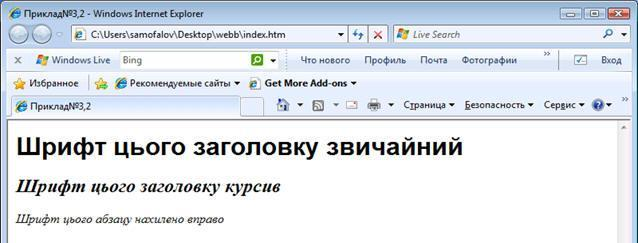 Приклад№3,2 - Windows Internet Explorer
C:\Users\samofalov\Desktop\webb\index.htm
Live Search
x Windows Live Bing Что нового Профиль Почта Фотографии » Вход
Избранное Рекомендуемые сайты Get More Add-ons
Приклад№3,2 Страница Безопасность Сервис »
Шрифт цього заголовку звичайний
Шрифт цього заголовку курсив
Шрифт цього абзацу нахилено вправо